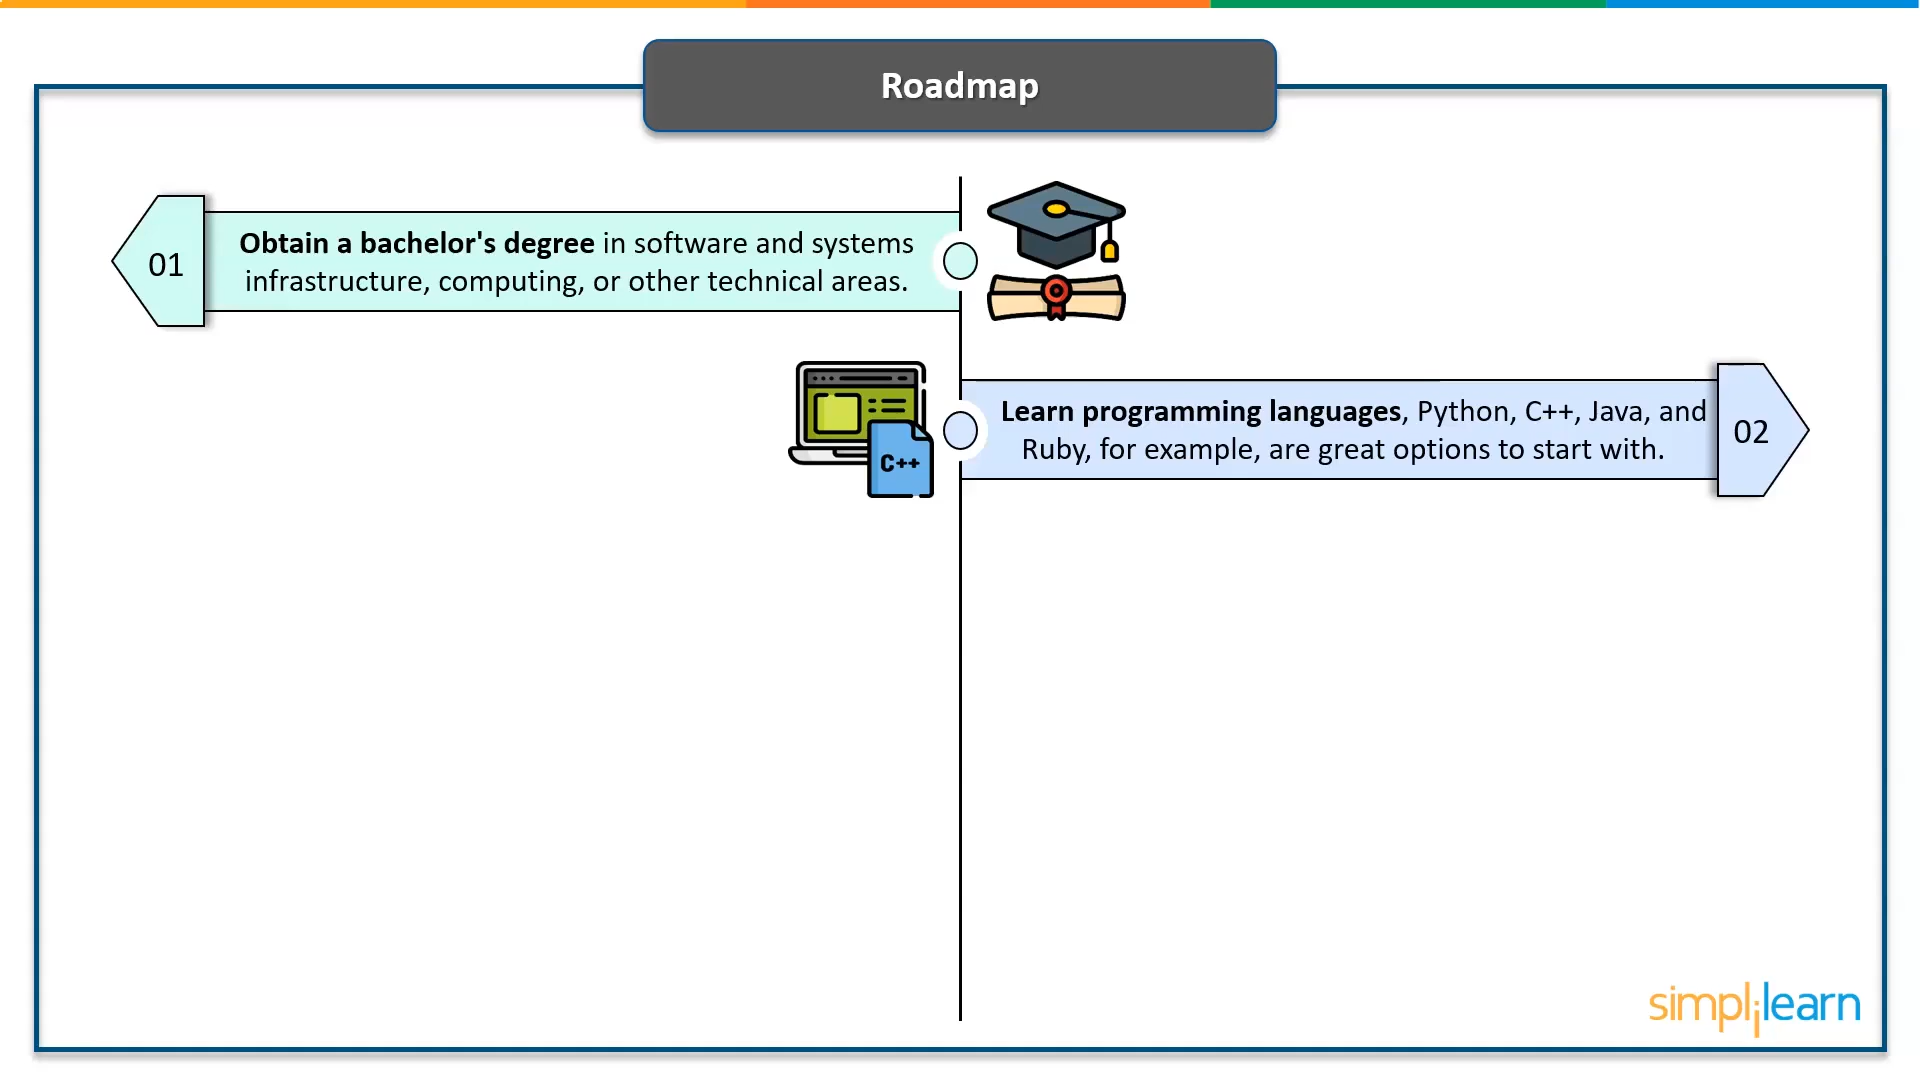 Roadmap
01
Obtain a bachelor's degree in software and systems
infrastructure, computing, or other technical areas.
C++
Learn programming languages, Python, C++, Java, and
Ruby, for example, are great options to start with.
02
simplilearn